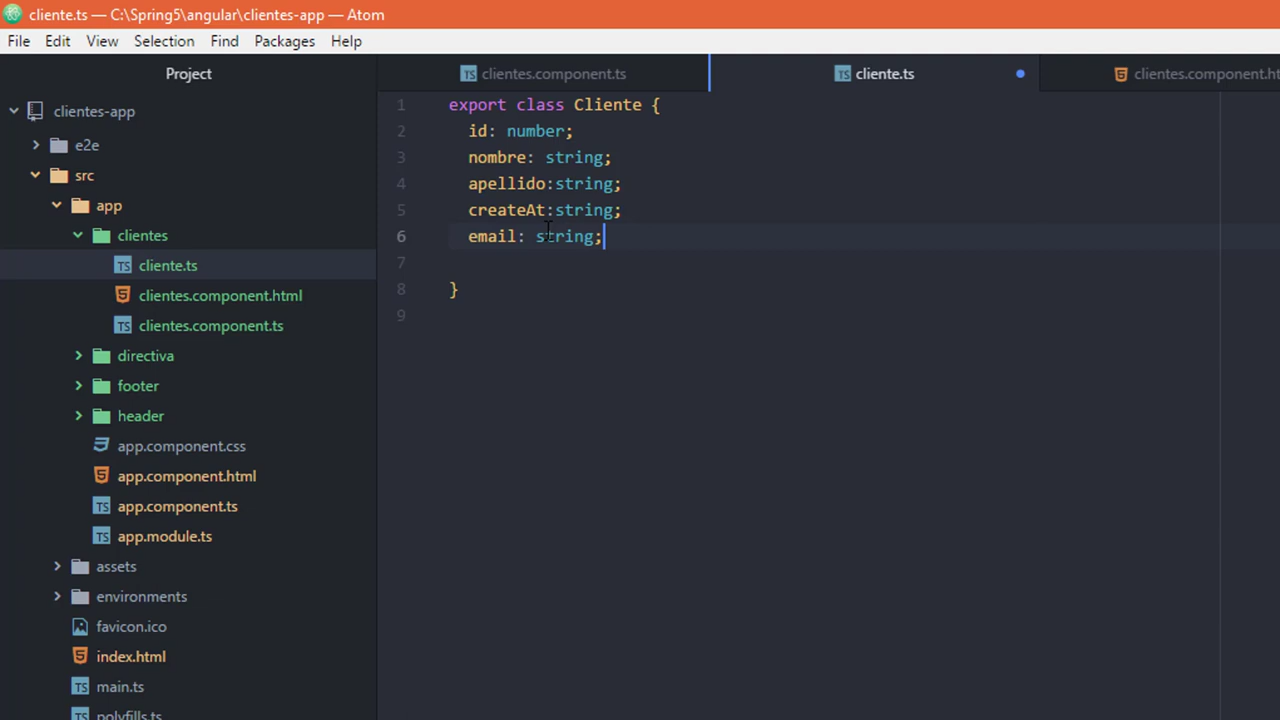 cliente.ts — C:\Spring5\angular\clientes-app — Atom
File Edit View Selection Find Packages Help
Project
clientes.component.ts
cliente.ts
clientes.component.ht
clientes-app
e2e
src
app
clientes
cliente.ts
clientes.component.html
clientes.component.ts
directiva
footer
header
app.component.css
app.component.html
app.component.ts
app.module.ts
assets
environments
favicon.ico
index.html
main.ts
polyfills.ts
1 export class Cliente {
2 id: number;
3 nombre: string;
4 apellido:string;
5 createAt:string;
6 email: string;
7
8 }
9